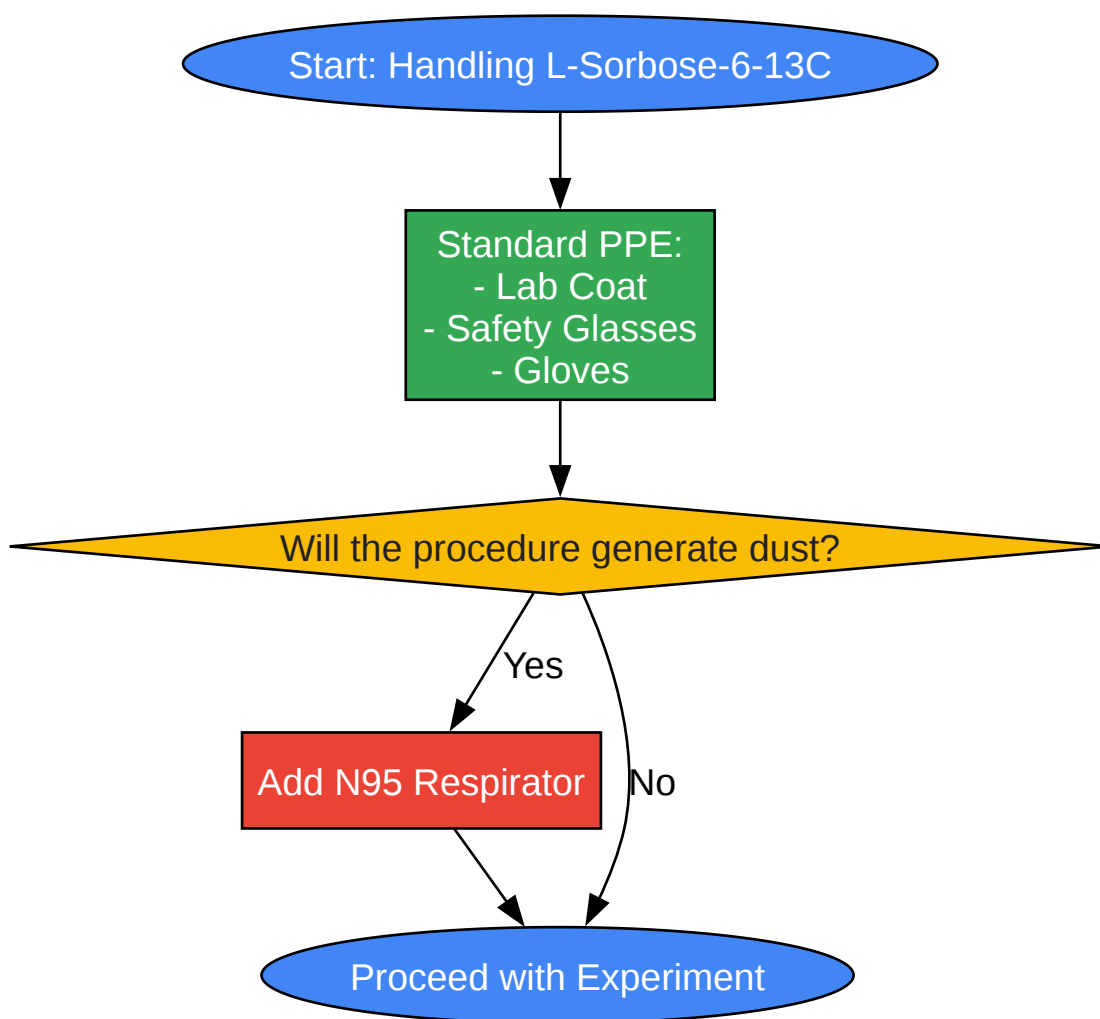 Start: Handling L-Sorbose-6-13C
Standard PPE:
- Lab Coat
- Safety Glasses
- Gloves
Will the procedure generate dust?
Yes
Add N95 Respirator
No
Proceed with Experiment